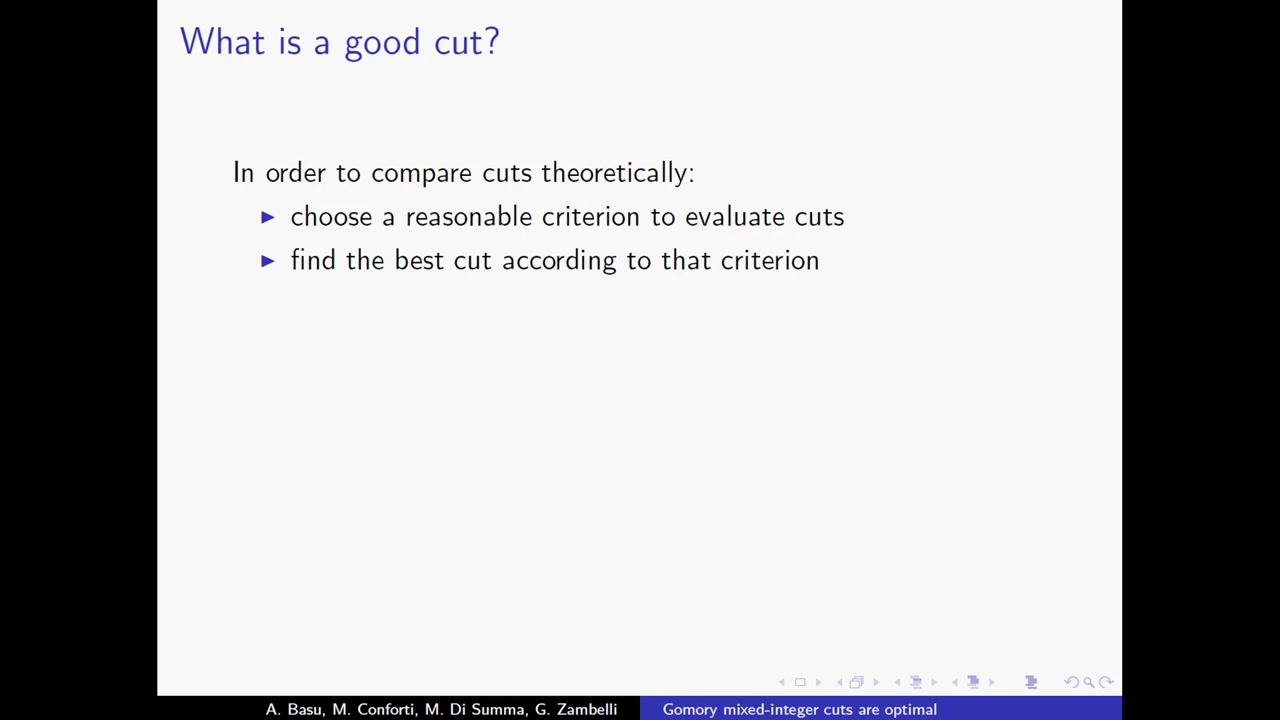 What is a good cut?
In order to compare cuts theoretically:
choose a reasonable criterion to evaluate cuts
find the best cut according to that criterion
A. Basu, M. Conforti, M. Di Summa, G. Zambelli
Gomory mixed-integer cuts are optimal